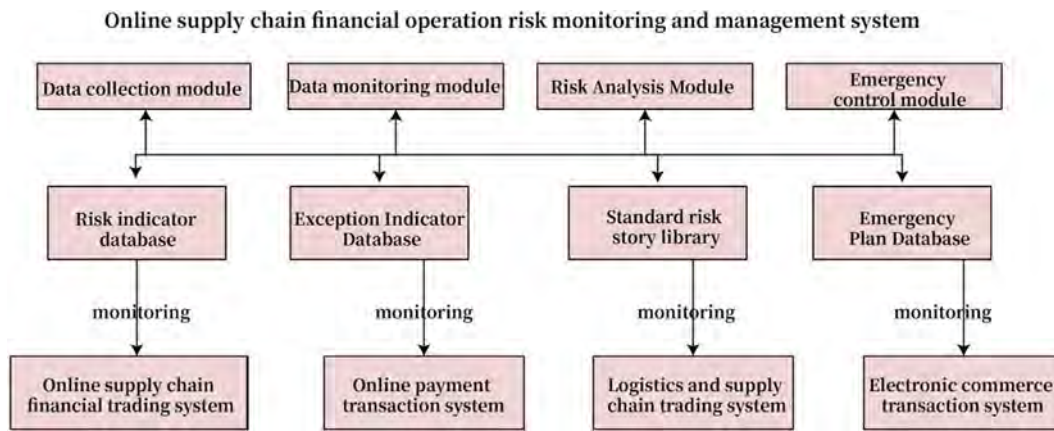 Online supply chain financial operation risk monitoring and management system
Data collection module
Data monitoring module
Risk Analysis Module
Emergency
control module
Risk indicator
database
Exception Indicator
Database
Standard risk
story library
Emergency
Plan Database
monitoring
monitoring
monitoring
monitoring
Online supply chain
financial trading system
Online payment
transaction system
Logistics and supply
chain trading system
Electronic commerce
transaction system